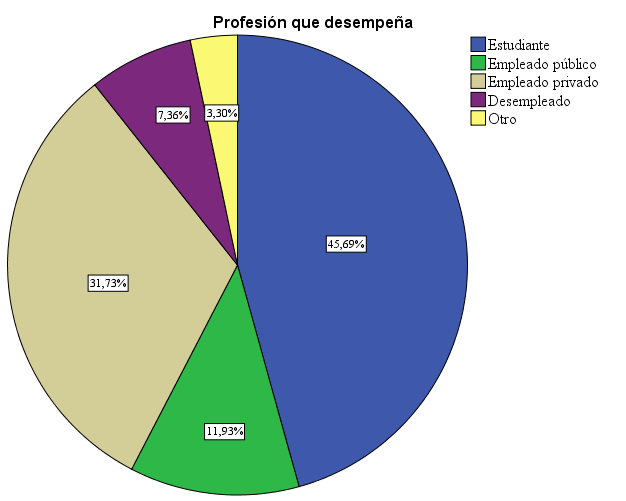 Profesión que desempeña
Estudiante
Empleado público
Empleado privado
Desempleado
Otro
7,36%
3,30%
45,69%
31,73%
11,93%